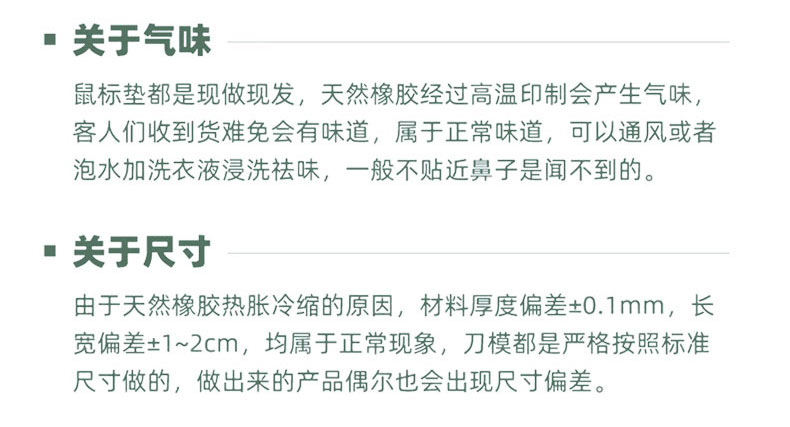 关于气味
鼠标垫都是现做现发，天然橡胶经过高温印制会产生气味，
客人们收到货难免会有味道，属于正常味道，可以通风或者
泡水加洗衣液浸洗祛味，一般不贴近鼻子是闻不到的。
关于尺寸
由于天然橡胶热胀冷缩的原因，材料厚度偏差±0.1mm，长
宽偏差±1~2cm，均属于正常现象，刀模都是严格按照标准
尺寸做的，做出来的产品偶尔也会出现尺寸偏差。